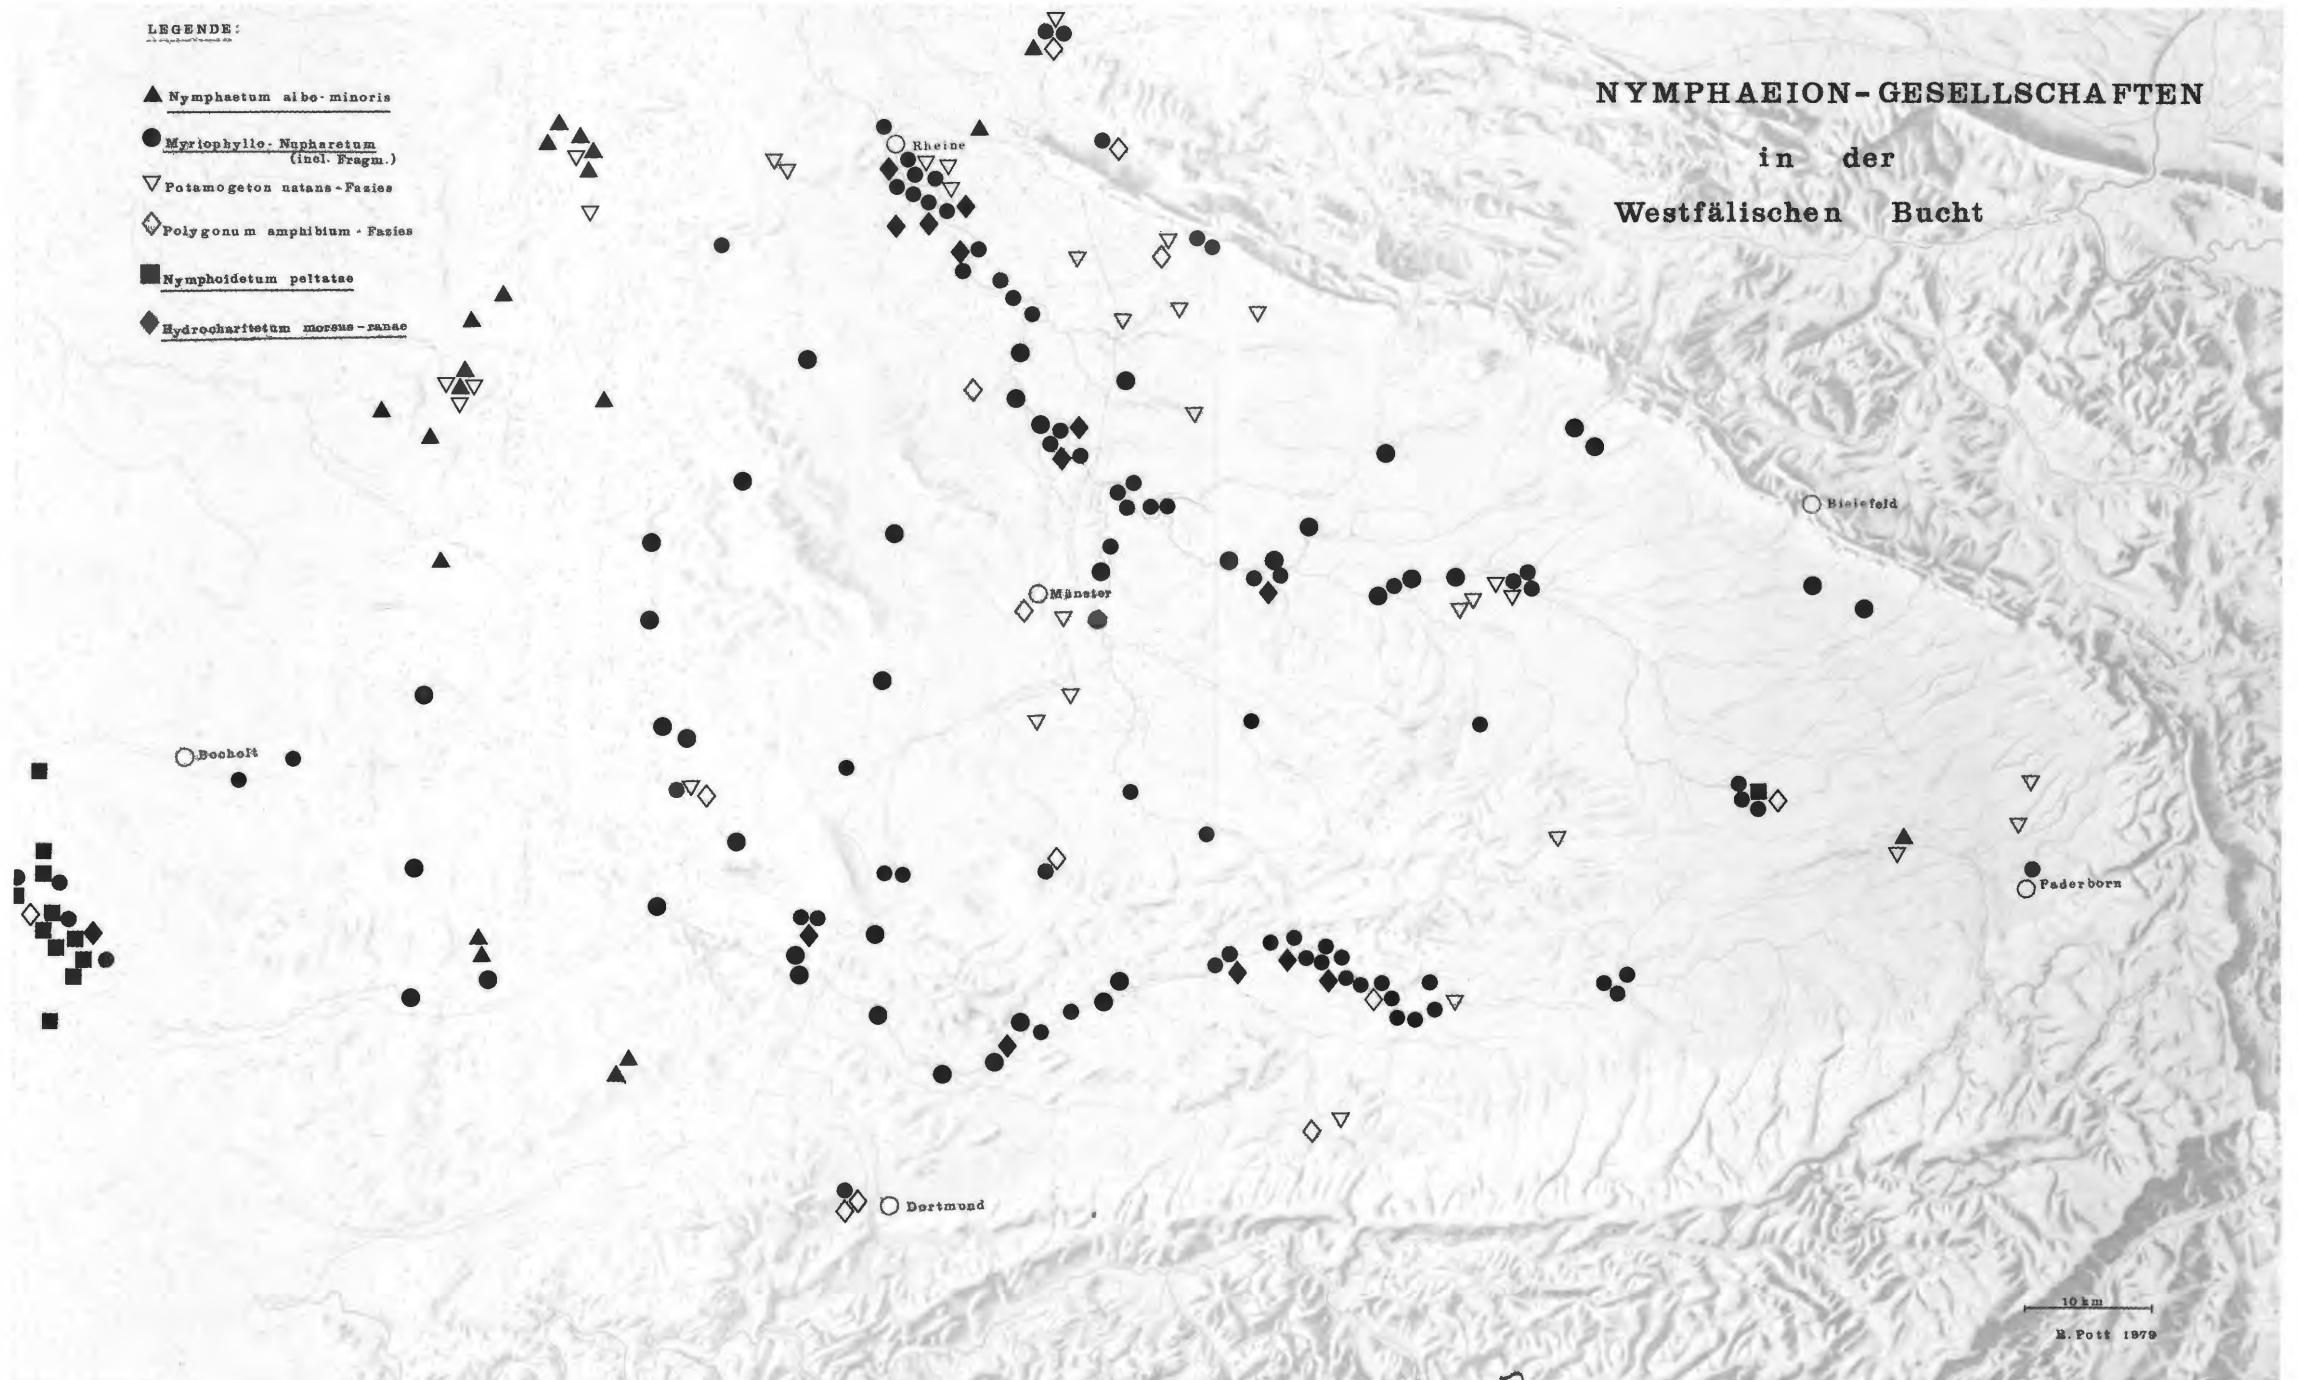 LEGENDE:
Nymphaetum albo-minoris
Myriophyllo-Nupharetum
(incl. Fragm.)
Potamogeton natans-Fazies
Polygonum amphibium-Fazies
Nymphoidetum peltatae
Hydrocharitetum morsus-ranae
NYMPHAEION-GESELLSCHAFTEN
in der
Westfälischen Bucht
Rheine
Bielefeld
Münster
Bocholt
Paderborn
Dortmund
10 km
R. Pott 1979